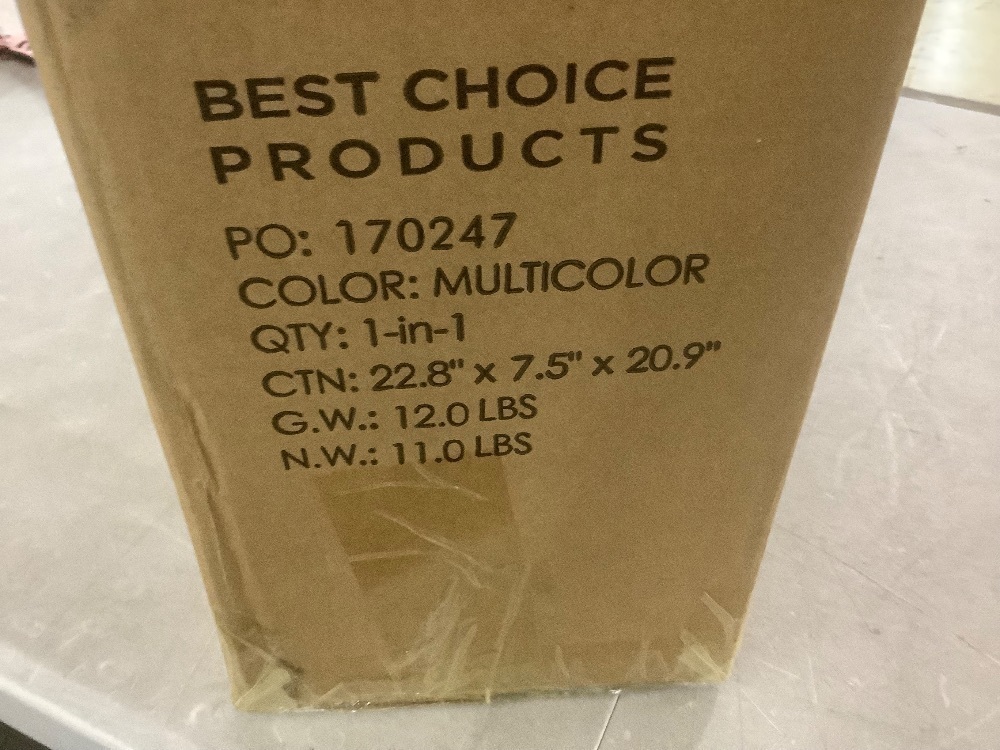 BEST CHOICE
PRODUCTS
PO: 170247
COLOR: MULTICOLOR
QTY: 1-in-1
CTN: 22.8" x 7.5" x 20.9"
G.W.: 12.0 LBS
N.W.: 11.0 LBS